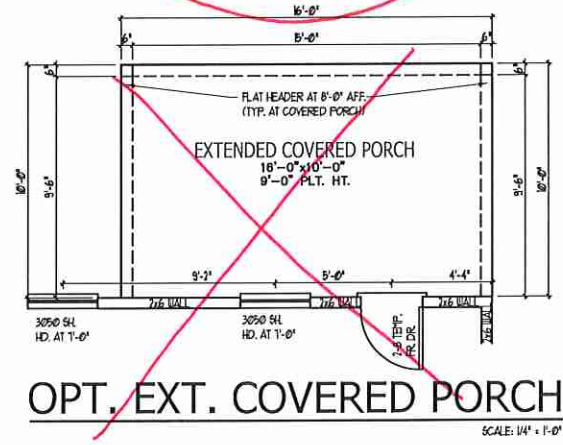 16'-0"
6" 15'-0" 6"
6" 6"
FLAT HEADER AT 8'-0" AFF.
(TYP. AT COVERED PORCH)
EXTENDED COVERED PORCH
16'-0"x10'-0"
9'-0" PLT. HT.
10'-0" 9'-6" 9'-6" 10'-0"
9'-2" 5'-0" 4'-4"
2x6 WALL 2x6 WALL 2x6 WALL
3050 SH.
HD. AT 7'-0"
3050 SH.
HD. AT 7'-0"
2-8 TEMP.
FR. DR.
2x6 WALL
OPT. EXT. COVERED PORCH
SCALE: 1/4" = 1'-0"